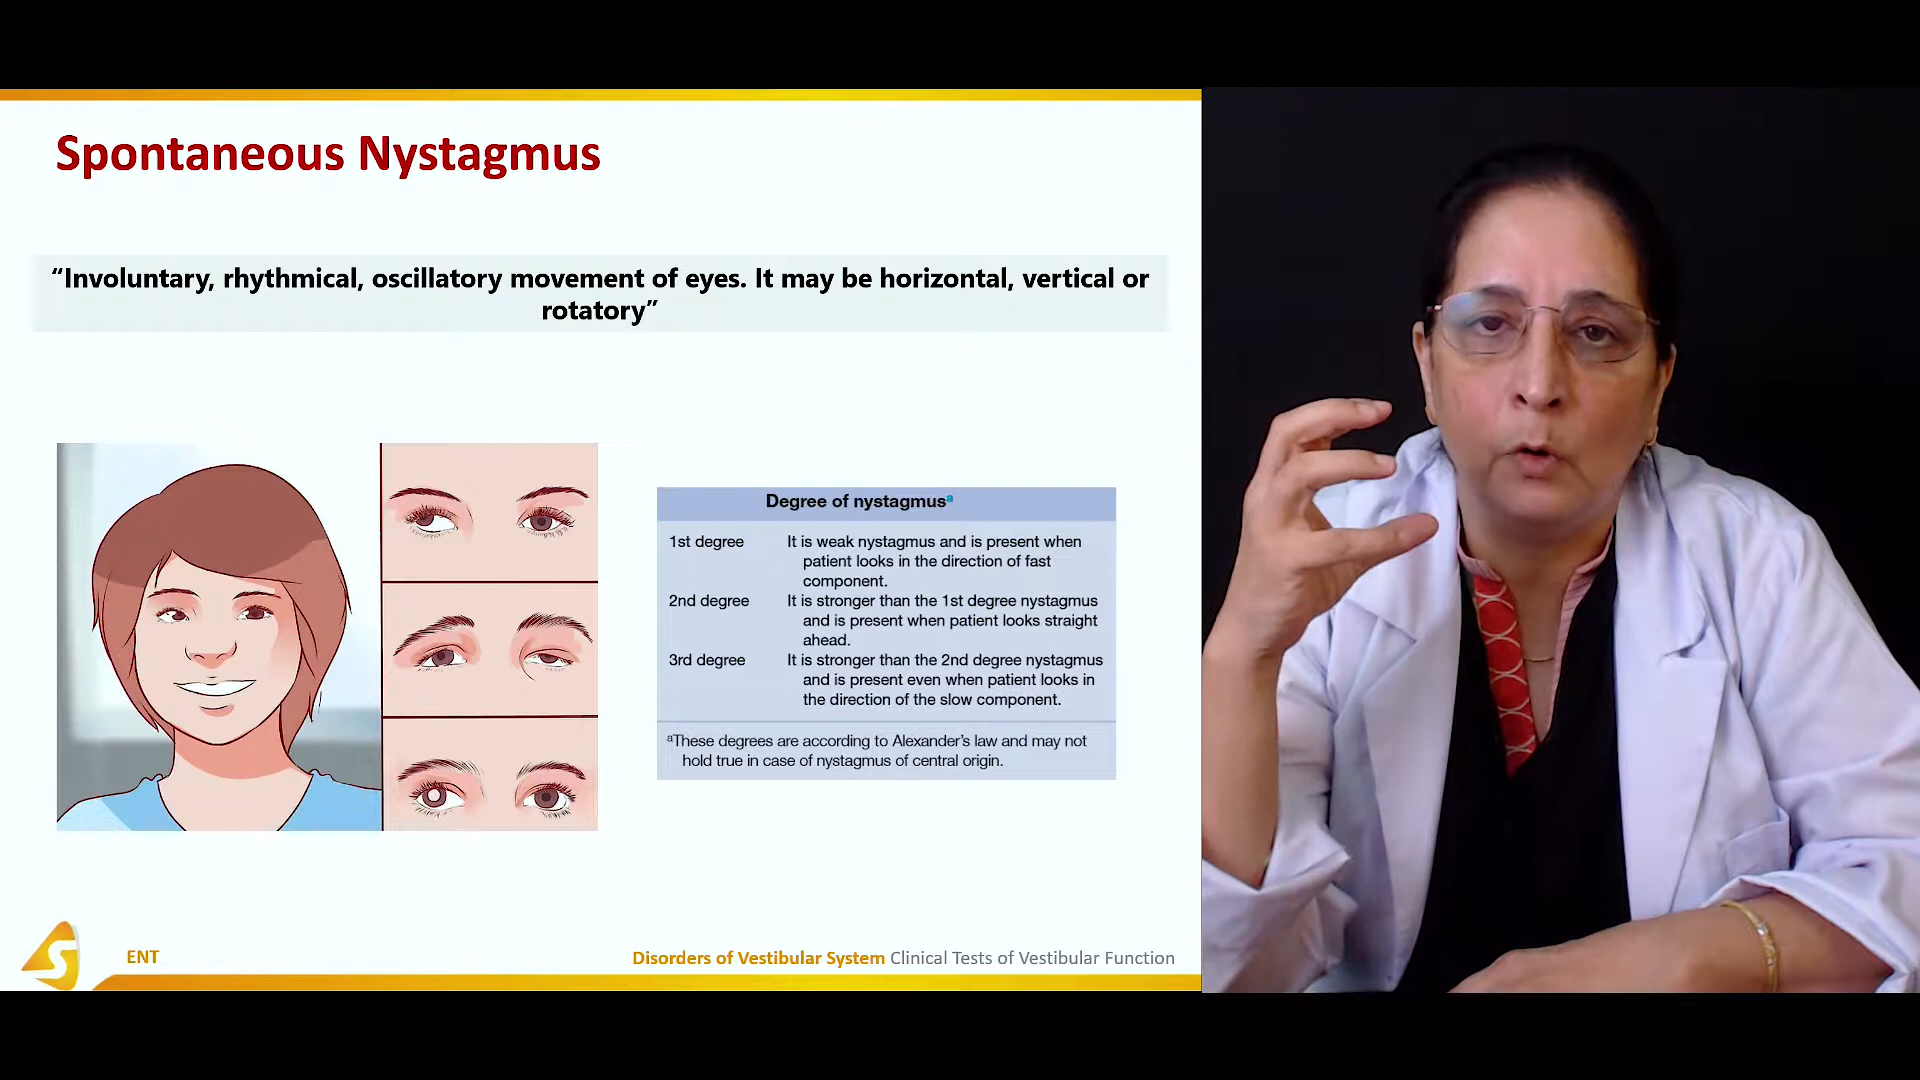 Spontaneous Nystagmus
“Involuntary, rhythmical, oscillatory movement of eyes. It may be horizontal, vertical or
rotatory”
Degree of nystagmusᵃ
1st degree It is weak nystagmus and is present when
patient looks in the direction of fast
component.
2nd degree It is stronger than the 1st degree nystagmus
and is present when patient looks straight
ahead.
3rd degree It is stronger than the 2nd degree nystagmus
and is present even when patient looks in
the direction of the slow component.
ᵃThese degrees are according to Alexander’s law and may not
hold true in case of nystagmus of central origin.
ENT
Disorders of Vestibular System Clinical Tests of Vestibular Function